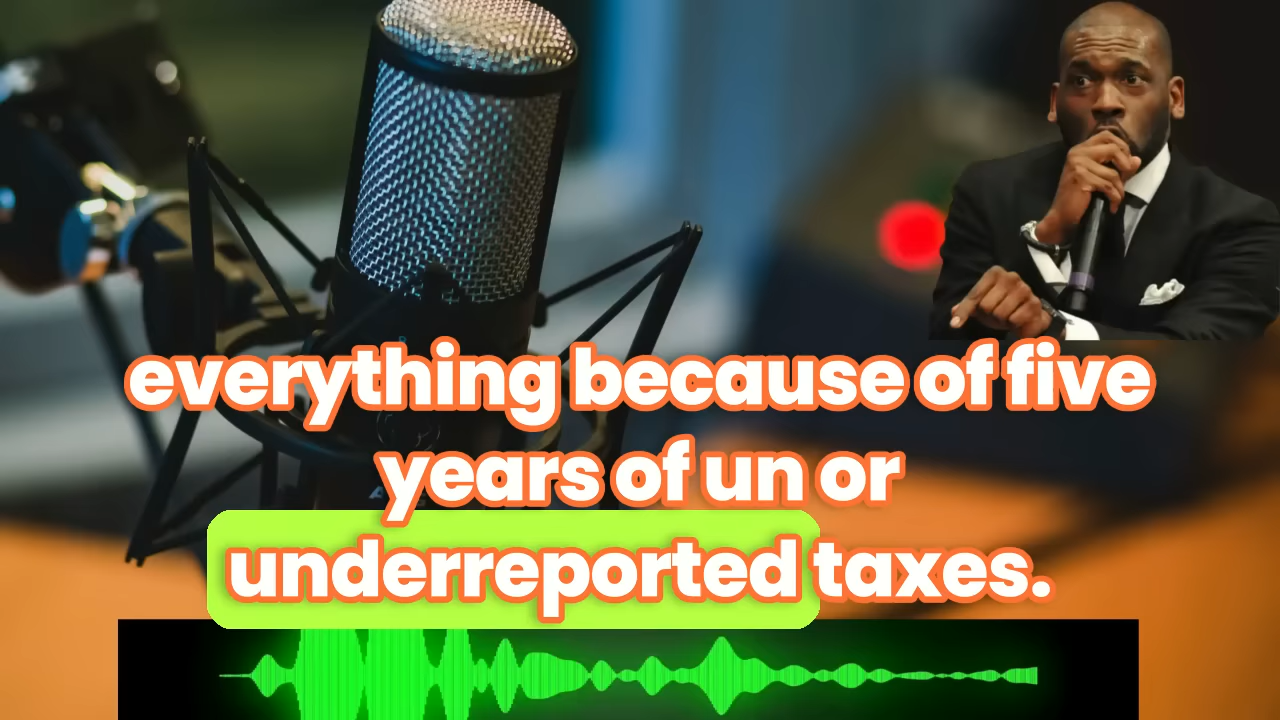 everything because of five
years of un or
underreported taxes.